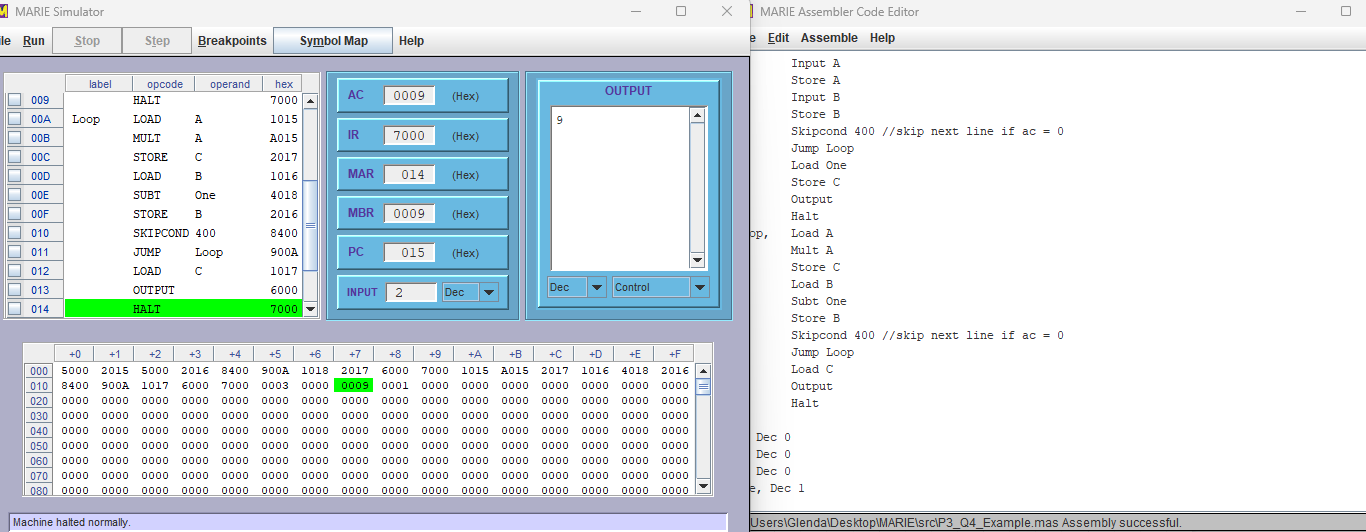 MARIE Simulator
Run Stop Step Breakpoints Symbol Map Help
label opcode operand hex
009 HALT 7000
00A Loop LOAD A 1015
00B MULT A A015
00C STORE C 2017
00D LOAD B 1016
00E SUBT One 4018
00F STORE B 2016
010 SKIPCOND 400 8400
011 JUMP Loop 900A
012 LOAD C 1017
013 OUTPUT 6000
014 HALT 7000
AC 0009 (Hex)
IR 7000 (Hex)
MAR 014 (Hex)
MBR 0009 (Hex)
PC 015 (Hex)
INPUT 2 Dec
OUTPUT
9
Dec Control
+0 +1 +2 +3 +4 +5 +6 +7 +8 +9 +A +B +C +D +E +F
000 5000 2015 5000 2016 8400 900A 1018 2017 6000 7000 1015 A015 2017 1016 4018 2016
010 8400 900A 1017 6000 7000 0003 0000 0009 0001 0000 0000 0000 0000 0000 0000 0000
020 0000 0000 0000 0000 0000 0000 0000 0000 0000 0000 0000 0000 0000 0000 0000 0000
030 0000 0000 0000 0000 0000 0000 0000 0000 0000 0000 0000 0000 0000 0000 0000 0000
040 0000 0000 0000 0000 0000 0000 0000 0000 0000 0000 0000 0000 0000 0000 0000 0000
050 0000 0000 0000 0000 0000 0000 0000 0000 0000 0000 0000 0000 0000 0000 0000 0000
060 0000 0000 0000 0000 0000 0000 0000 0000 0000 0000 0000 0000 0000 0000 0000 0000
070 0000 0000 0000 0000 0000 0000 0000 0000 0000 0000 0000 0000 0000 0000 0000 0000
080 0000 0000 0000 0000 0000 0000 0000 0000 0000 0000 0000 0000 0000 0000 0000 0000
Machine halted normally.
MARIE Assembler Code Editor
Edit Assemble Help
Input A
Store A
Input B
Store B
Skipcond 400 //skip next line if ac = 0
Jump Loop
Load One
Store C
Output
Halt
op, Load A
Mult A
Store C
Load B
Subt One
Store B
Skipcond 400 //skip next line if ac = 0
Jump Loop
Load C
Output
Halt
Dec 0
Dec 0
Dec 0
e, Dec 1
Users\Glenda\Desktop\MARIE\src\P3_Q4_Example.mas Assembly successful.